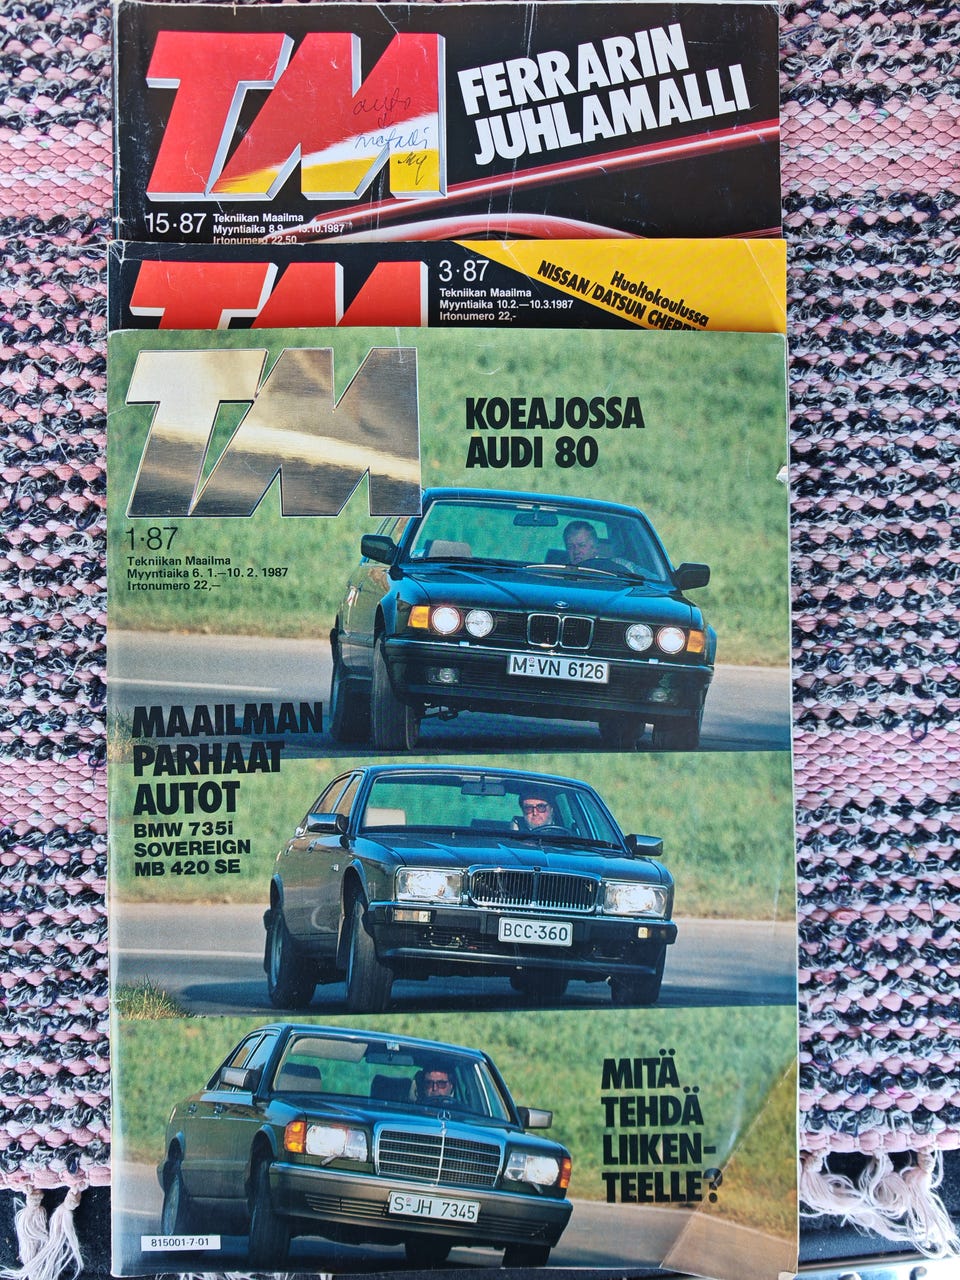 TM
FERRARIN
JUHLAMALLI
auto
metalli
15·87
Tekniikan Maailma
Myyntiaika 8.9.—13.10.1987
Irtonumero 22,50
TM
3·87
Tekniikan Maailma
Myyntiaika 10.2.—10.3.1987
Irtonumero 22,-
Huoltokoulussa
NISSAN/DATSUN CHERRY
TM
KOEAJOSSA
AUDI 80
1·87
Tekniikan Maailma
Myyntiaika 6. 1.—10. 2. 1987
Irtonumero 22,—
M VN 6126
MAAILMAN
PARHAAT
AUTOT
BMW 735i
SOVEREIGN
MB 420 SE
BCC-360
MITÄ
TEHDÄ
LIIKEN-
TEELLE?
S JH 7345
815001-7-01